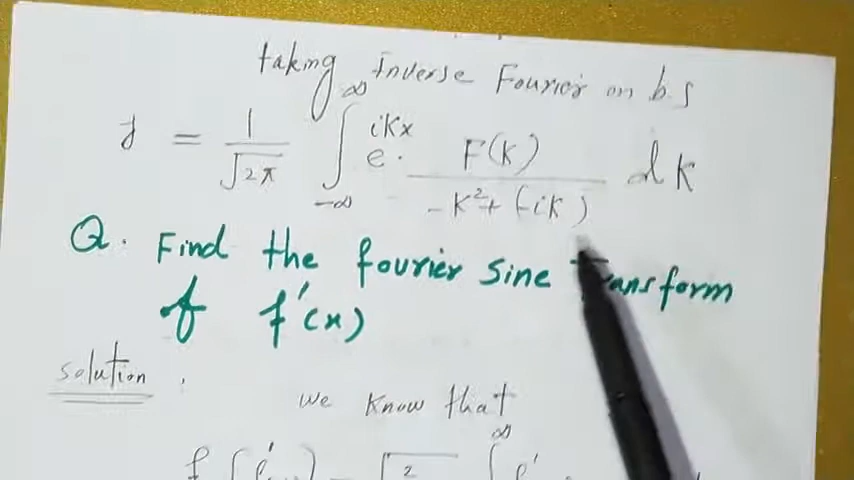 taking Inverse Fourier on b.s
y = 1/√2π ∫_{-∞}^{∞} e^{ikx} . F(k)/(-k²+(-ik)) dk
Q. Find the fourier sine transform
of f'(x)
solution .
we know that